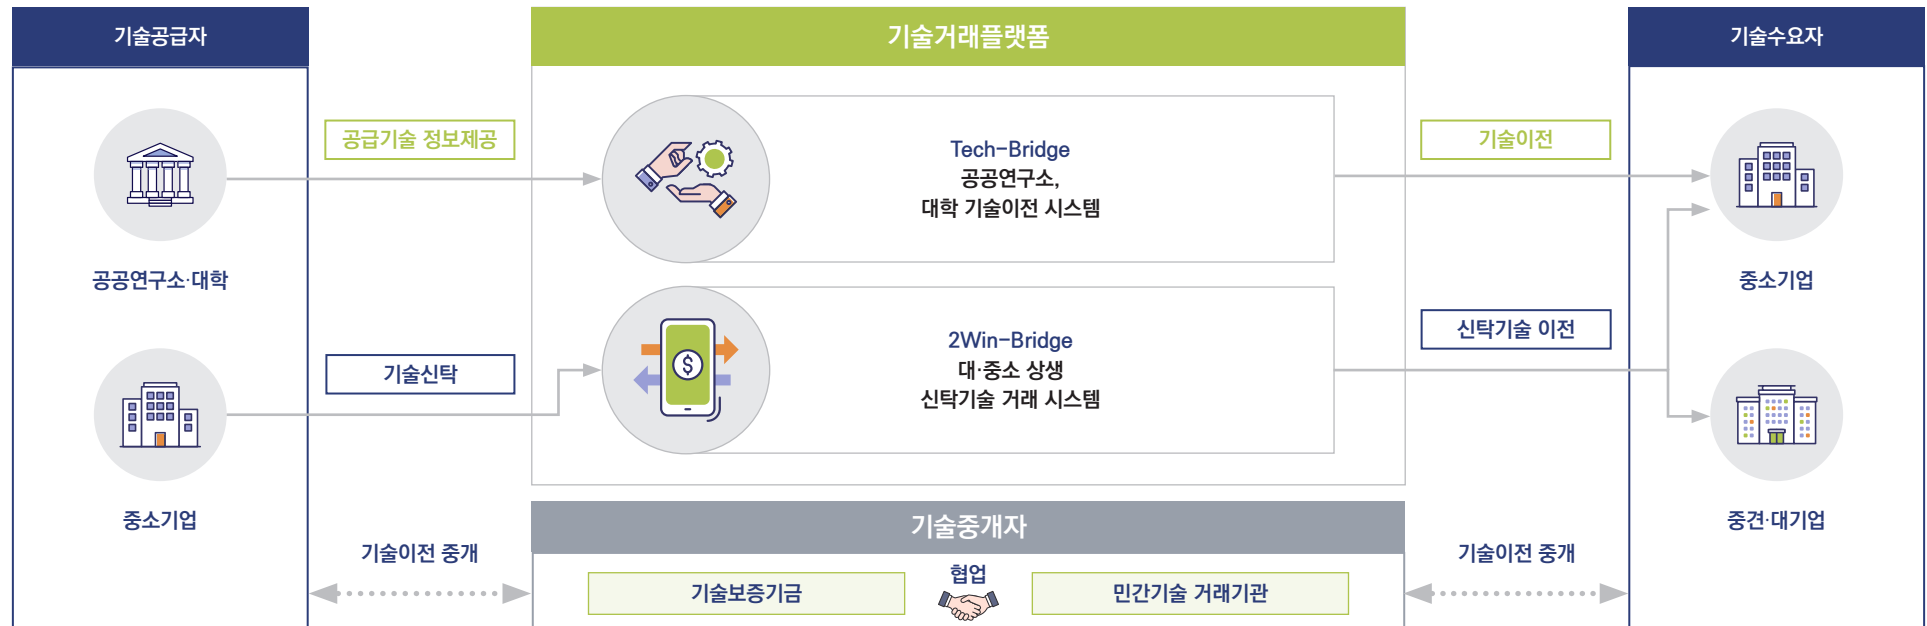 기술공급자
기술거래플랫폼
기술수요자
공급기술 정보제공
기술이전
Tech-Bridge
공공연구소,
대학 기술이전 시스템
공공연구소·대학
중소기업
기술신탁
신탁기술 이전
2Win-Bridge
대·중소 상생
신탁기술 거래 시스템
$
중소기업
중견·대기업
기술중개자
기술이전 중개
기술이전 중개
기술보증기금
협업
민간기술 거래기관